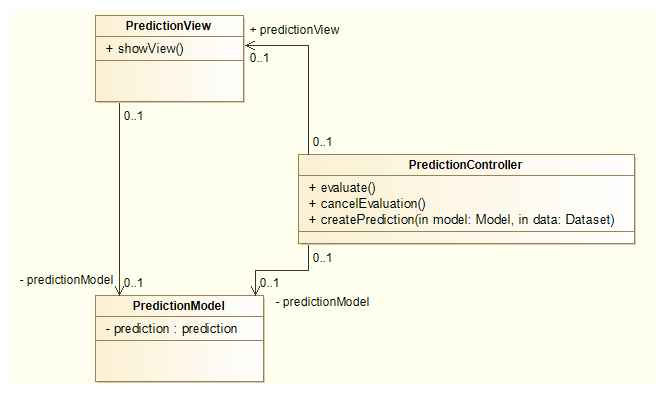 PredictionView
+ showView()
+ predictionView
0..1
0..1
0..1
PredictionController
+ evaluate()
+ cancelEvaluation()
+ createPrediction(in model: Model, in data: Dataset)
0..1
- predictionModel
0..1
0..1
- predictionModel
PredictionModel
- prediction : prediction